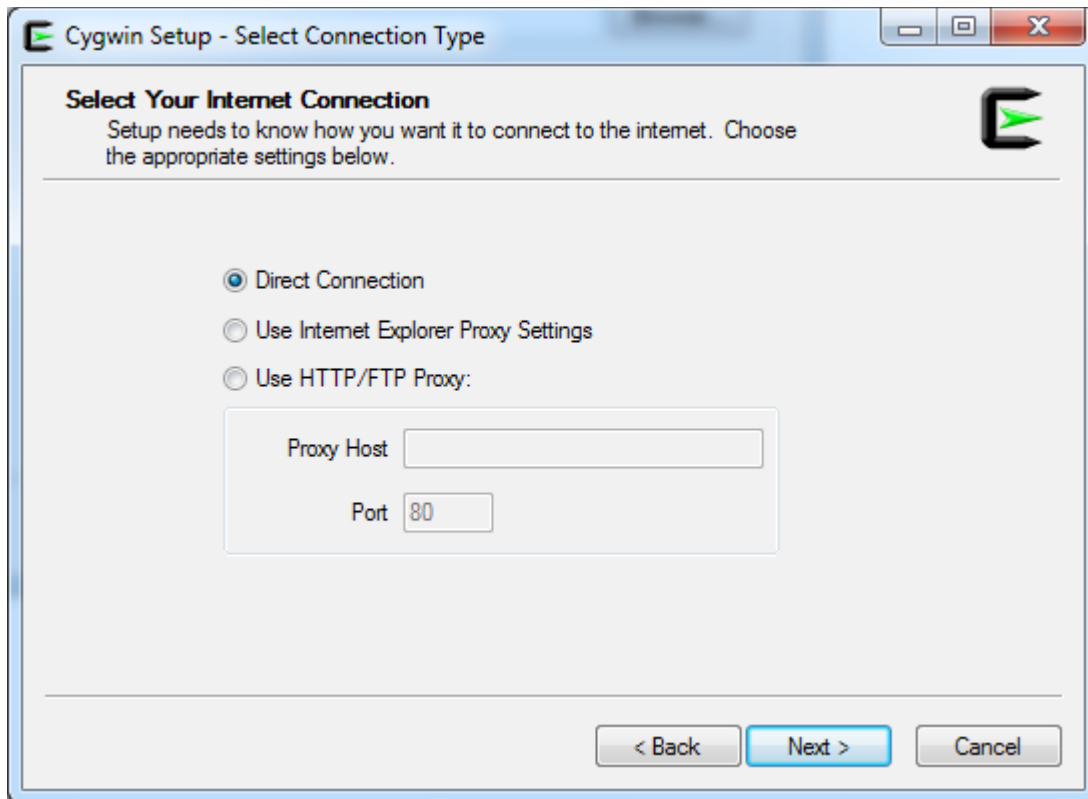 Cygwin Setup - Select Connection Type
Select Your Internet Connection
Setup needs to know how you want it to connect to the internet.  Choose
the appropriate settings below.
Direct Connection
Use Internet Explorer Proxy Settings
Use HTTP/FTP Proxy:
Proxy Host
Port 80
< Back Next > Cancel